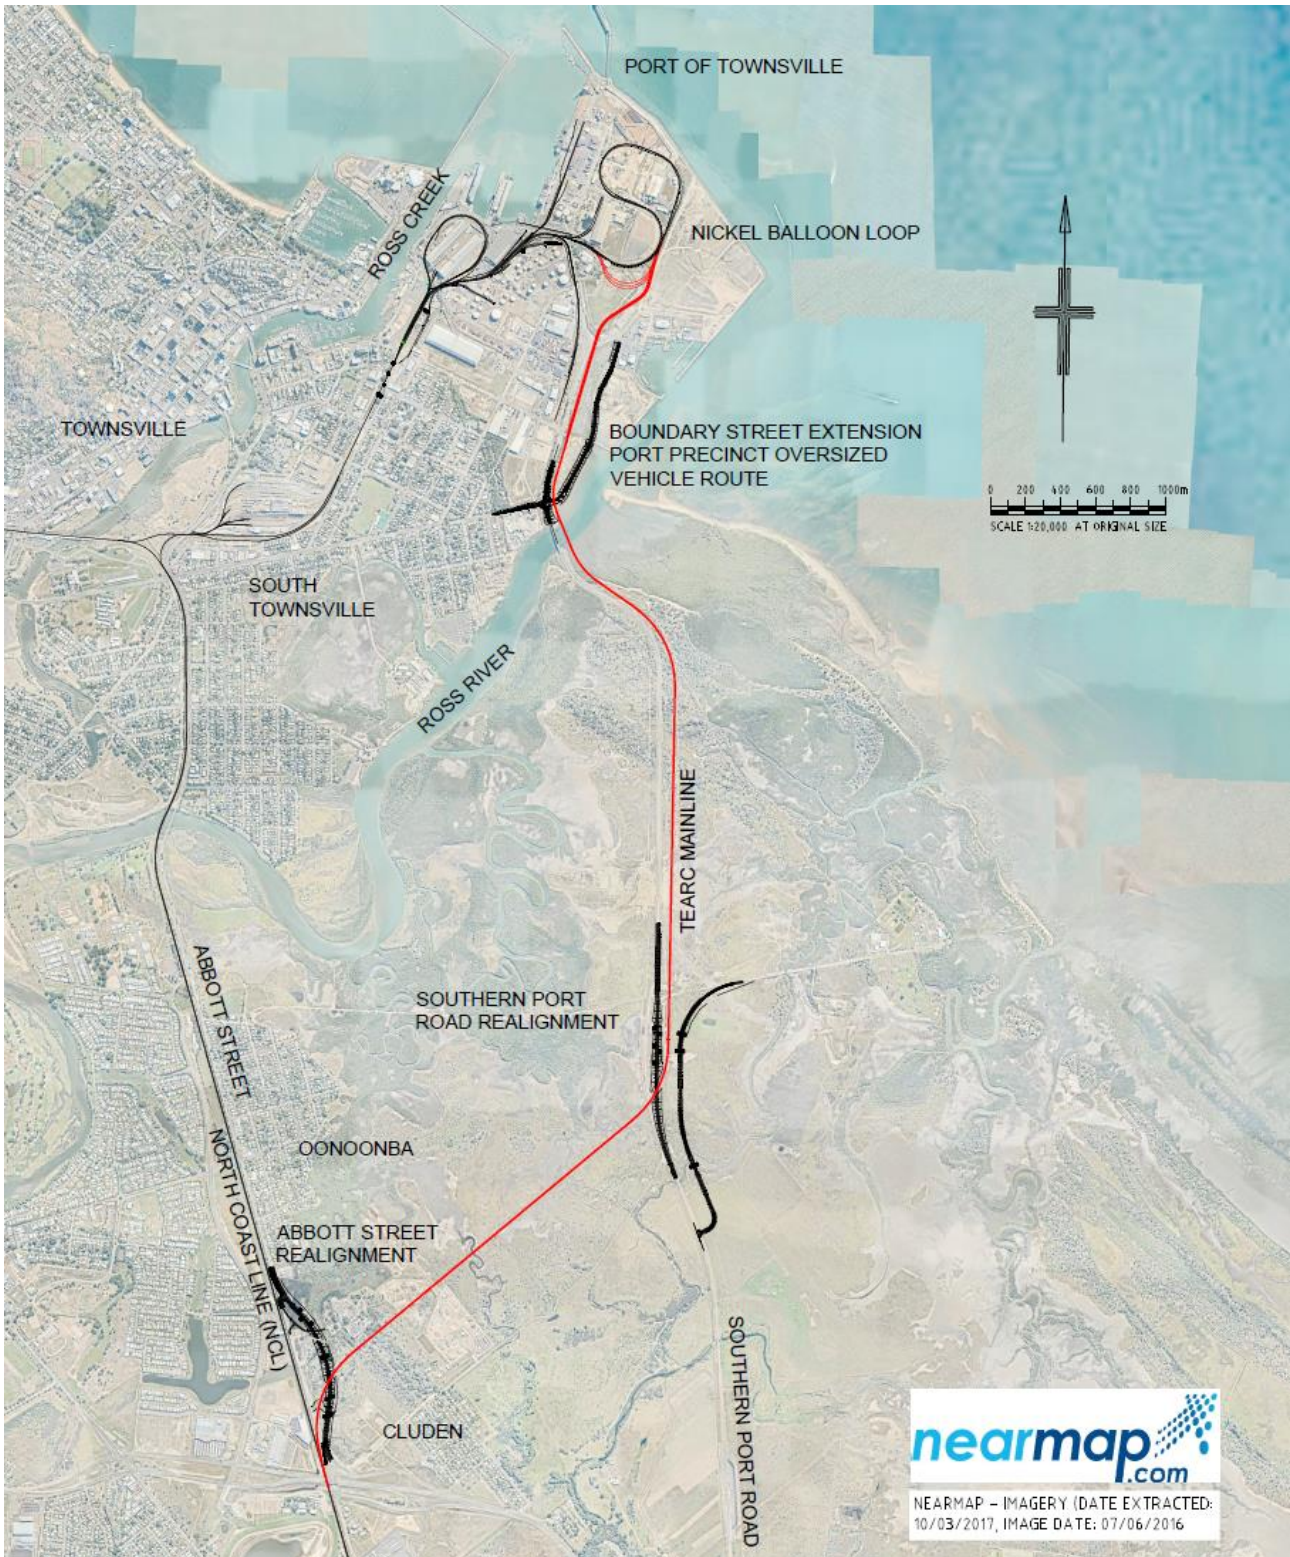 PORT OF TOWNSVILLE
ROSS CREEK
NICKEL BALLOON LOOP
TOWNSVILLE
BOUNDARY STREET EXTENSION
PORT PRECINCT OVERSIZED
VEHICLE ROUTE
0 200 400 600 800 1000m
SCALE 1:20,000 AT ORIGINAL SIZE
SOUTH
TOWNSVILLE
ROSS RIVER
TEARC MAINLINE
ABBOTT STREET
SOUTHERN PORT
ROAD REALIGNMENT
OONOONBA
NORTH COAST LINE (NCL)
ABBOTT STREET
REALIGNMENT
CLUDEN
SOUTHERN PORT ROAD
nearmap
.com
NEARMAP - IMAGERY (DATE EXTRACTED:
10/03/2017, IMAGE DATE: 07/06/2016